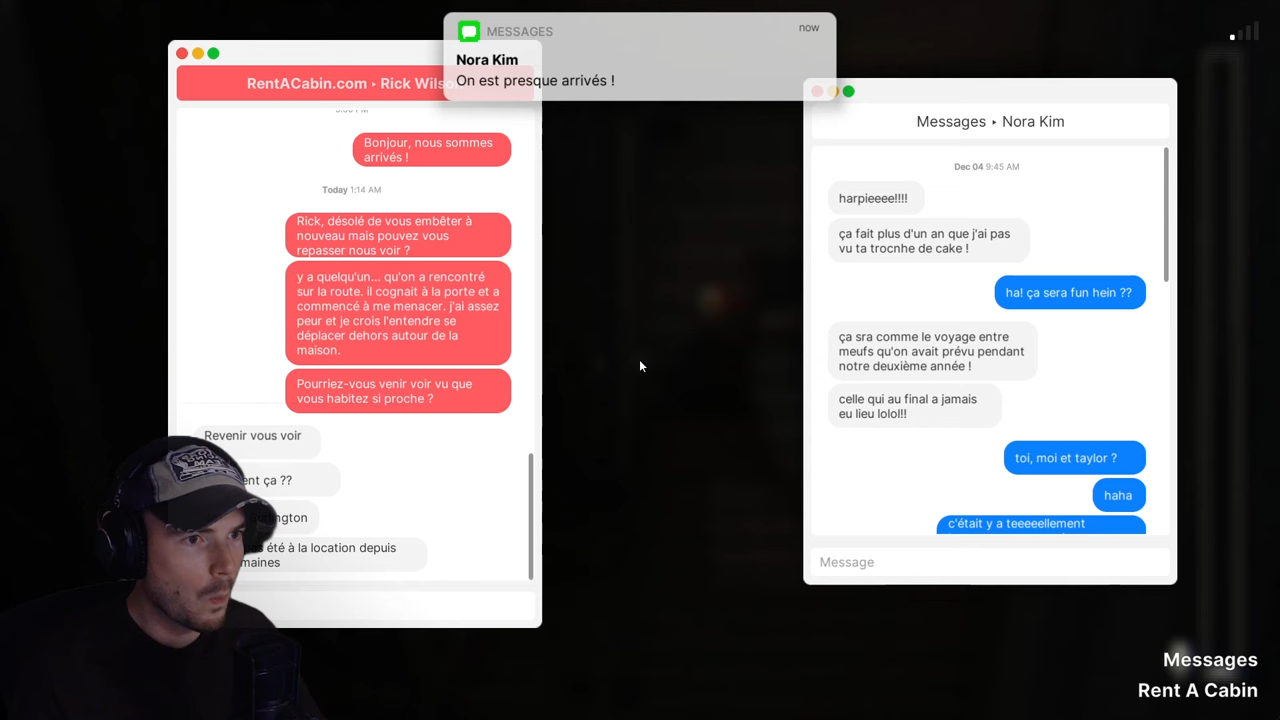 MESSAGES
now
Nora Kim
On est presque arrivés !
RentACabin.com ‣ Rick
Bonjour, nous sommes
arrivés !
Today 1:14 AM
Rick, désolé de vous embêter à
nouveau mais pouvez vous
repasser nous voir ?
y a quelqu'un... qu'on a rencontré
sur la route. il cognait à la porte et a
commencé à me menacer. j'ai assez
peur et je crois l'entendre se
déplacer dehors autour de la
maison.
Pourriez-vous venir voir vu que
vous habitez si proche ?
Revenir vous voir
ça ??
été à la location depuis
Messages ‣ Nora Kim
Dec 04 9:45 AM
harpieeee!!!!
ça fait plus d'un an que j'ai pas
vu ta trocnhe de cake !
ha! ça sera fun hein ??
ça sra comme le voyage entre
meufs qu'on avait prévu pendant
notre deuxième année !
celle qui au final a jamais
eu lieu lolol!!
toi, moi et taylor ?
haha
c'était y a teeeeellement
Message
Messages
Rent A Cabin